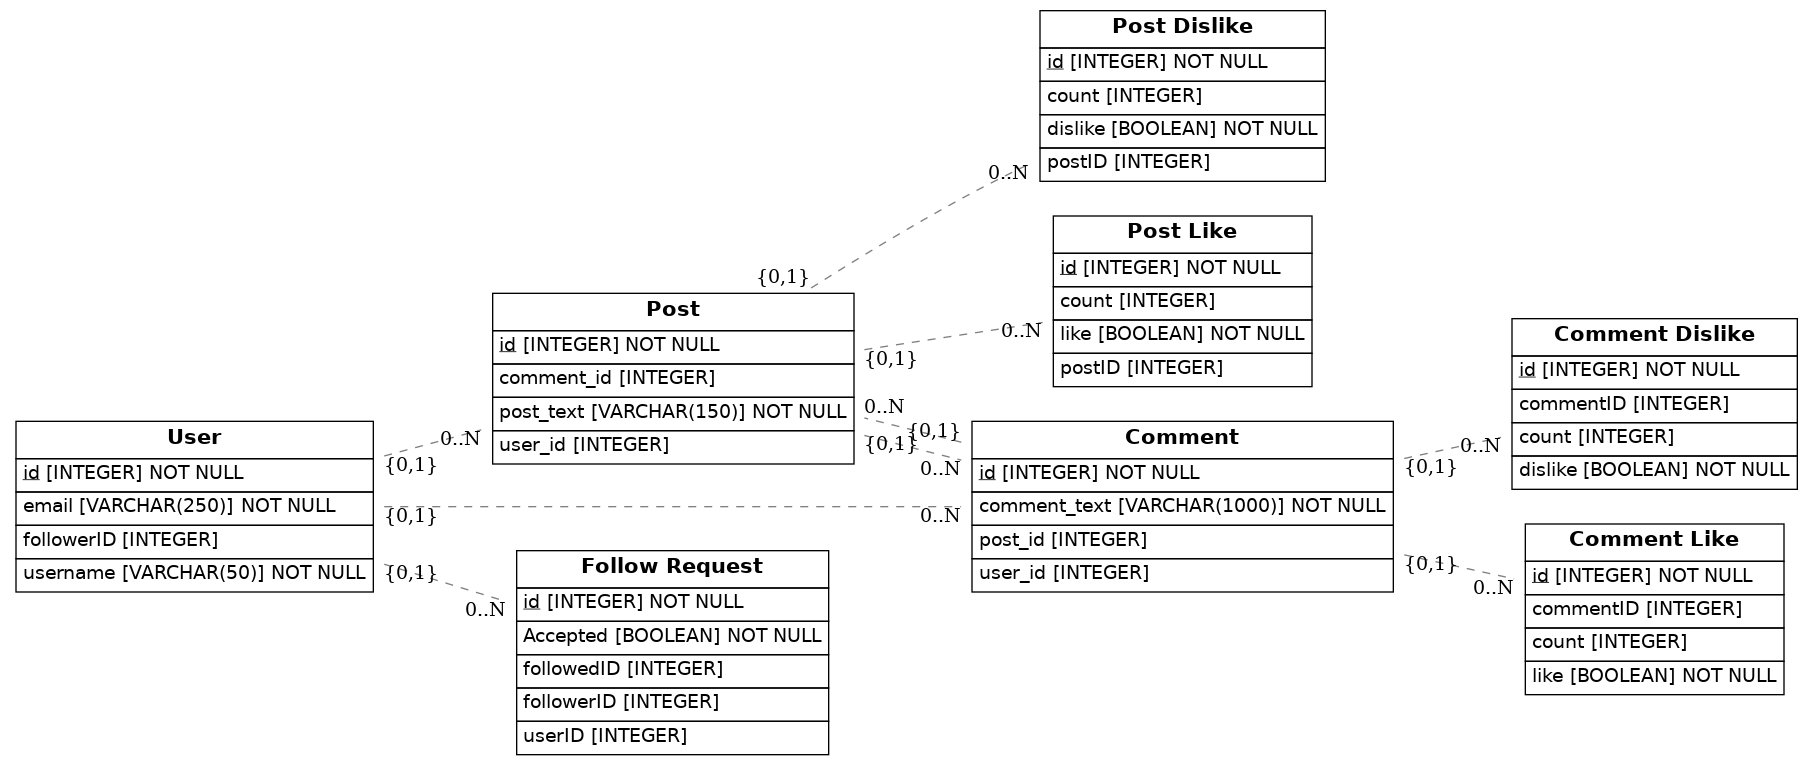 Post Dislike
id [INTEGER] NOT NULL
count [INTEGER]
dislike [BOOLEAN] NOT NULL
postID [INTEGER]
0..N
{0,1}
Post Like
id [INTEGER] NOT NULL
count [INTEGER]
like [BOOLEAN] NOT NULL
postID [INTEGER]
0..N
{0,1}
Post
id [INTEGER] NOT NULL
comment_id [INTEGER]
post_text [VARCHAR(150)] NOT NULL
user_id [INTEGER]
0..N
{0,1}
{0,1}
0..N
User
id [INTEGER] NOT NULL
email [VARCHAR(250)] NOT NULL
followerID [INTEGER]
username [VARCHAR(50)] NOT NULL
0..N
{0,1}
{0,1}
0..N
{0,1}
0..N
Follow Request
id [INTEGER] NOT NULL
Accepted [BOOLEAN] NOT NULL
followedID [INTEGER]
followerID [INTEGER]
userID [INTEGER]
Comment
id [INTEGER] NOT NULL
comment_text [VARCHAR(1000)] NOT NULL
post_id [INTEGER]
user_id [INTEGER]
0..N
{0,1}
{0,1}
0..N
Comment Dislike
id [INTEGER] NOT NULL
commentID [INTEGER]
count [INTEGER]
dislike [BOOLEAN] NOT NULL
Comment Like
id [INTEGER] NOT NULL
commentID [INTEGER]
count [INTEGER]
like [BOOLEAN] NOT NULL